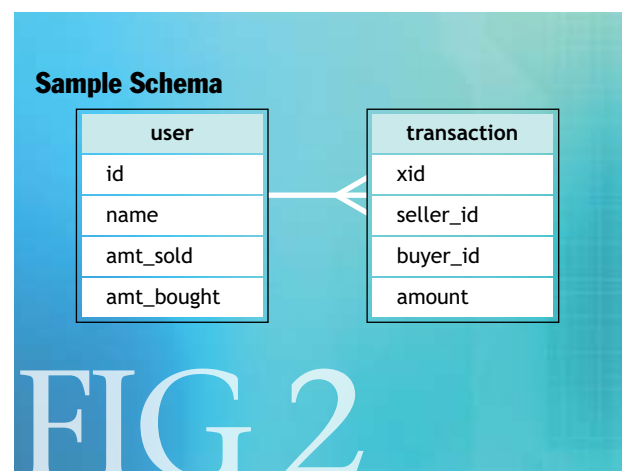 Sample Schema
user
id
name
amt_sold
amt_bought
transaction
xid
seller_id
buyer_id
amount
FIG 2